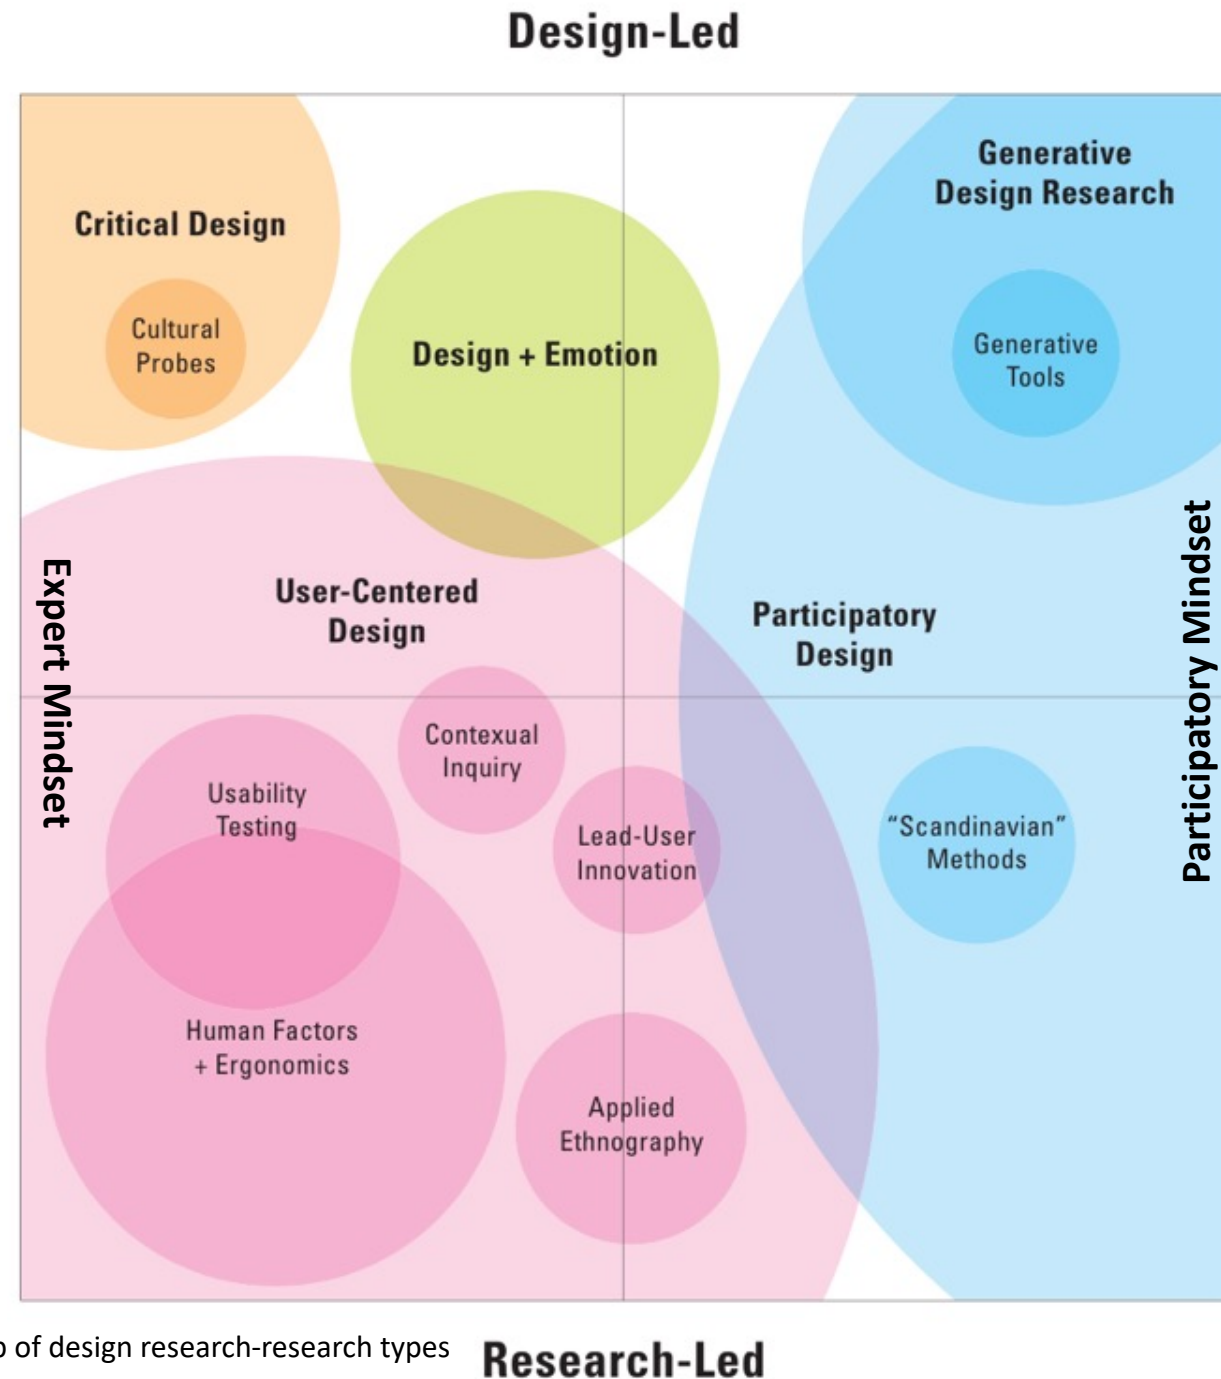 Design-Led
Generative
Design Research
Critical Design
Cultural
Probes
Design + Emotion
Generative
Tools
Expert Mindset
Participatory Mindset
User-Centered
Design
Participatory
Design
Contexual
Inquiry
Usability
Testing
Lead-User
Innovation
“Scandinavian”
Methods
Human Factors
+ Ergonomics
Applied
Ethnography
of design research-research types
Research-Led